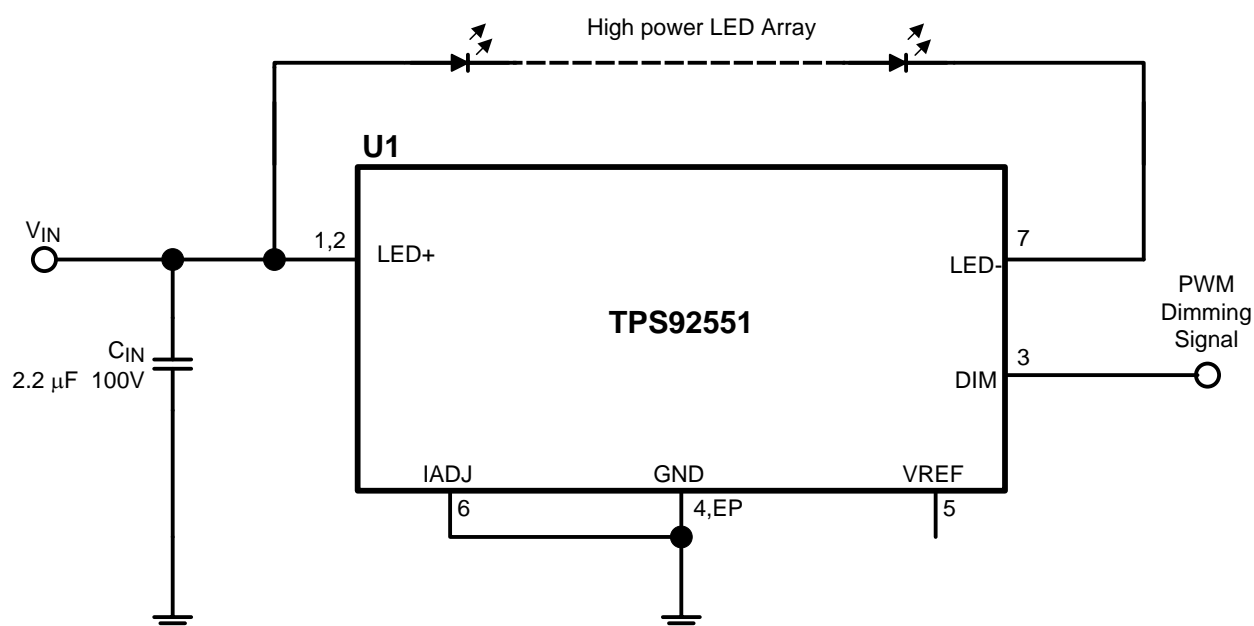 High power LED Array
U1
VIN
1,2
LED+
7
LED-
PWM
Dimming
Signal
TPS92551
3
DIM
CIN
2.2 μF 100V
IADJ
GND
VREF
6
4,EP
5